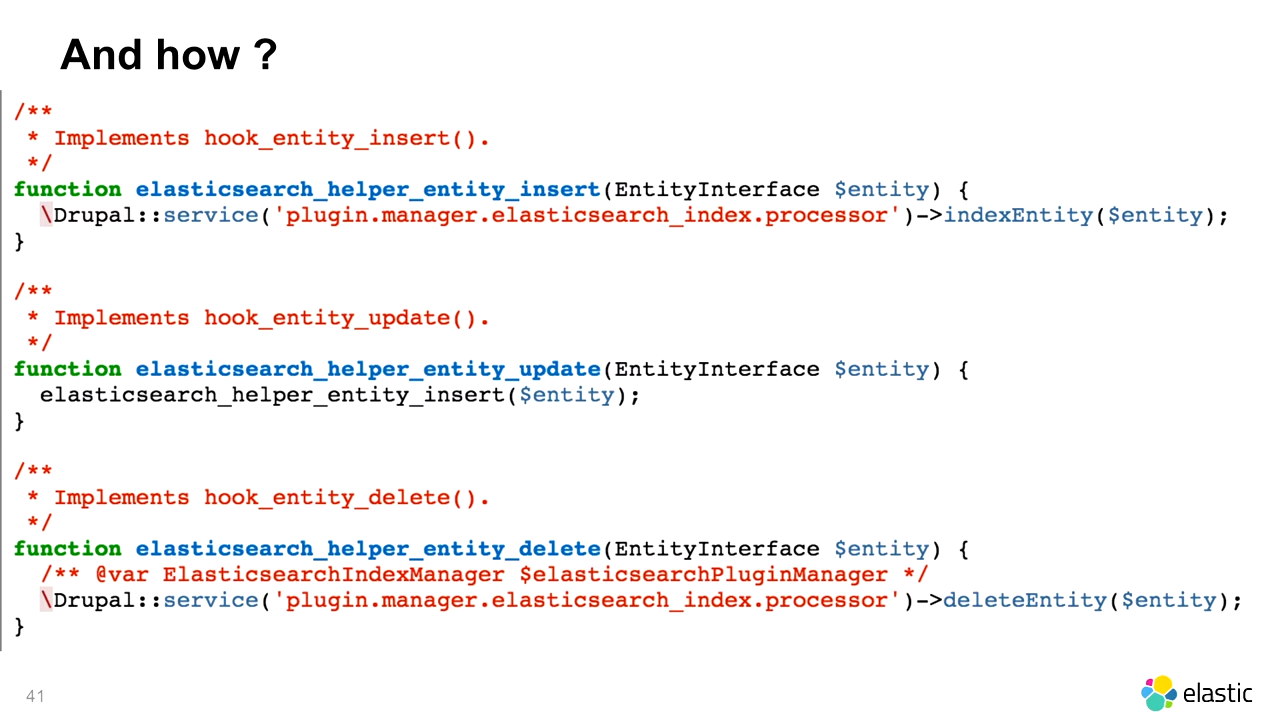 And how ?
/**
 * Implements hook_entity_insert().
 */
function elasticsearch_helper_entity_insert(EntityInterface $entity) {
  \Drupal::service('plugin.manager.elasticsearch_index.processor')->indexEntity($entity);
}
/**
 * Implements hook_entity_update().
 */
function elasticsearch_helper_entity_update(EntityInterface $entity) {
  elasticsearch_helper_entity_insert($entity);
}
/**
 * Implements hook_entity_delete().
 */
function elasticsearch_helper_entity_delete(EntityInterface $entity) {
  /** @var ElasticsearchIndexManager $elasticsearchPluginManager */
  \Drupal::service('plugin.manager.elasticsearch_index.processor')->deleteEntity($entity);
}
41
elastic